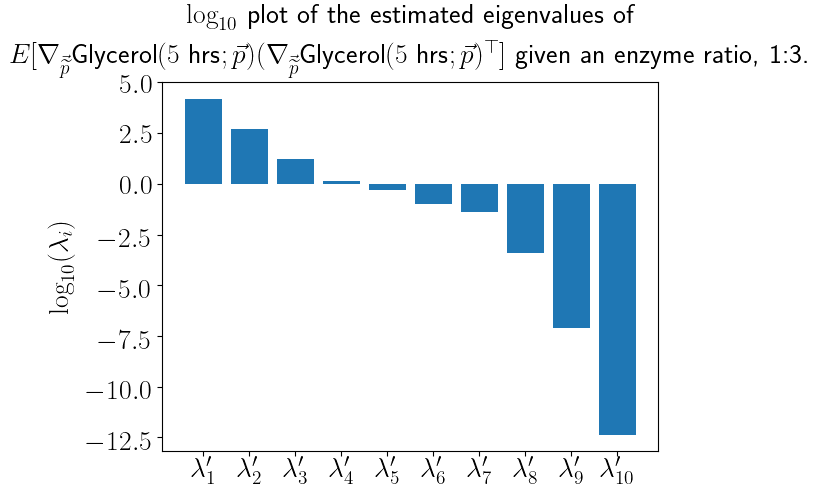 log₁₀ plot of the estimated eigenvalues of
E[∇_p̃⃗ Glycerol(5 hrs; p⃗)(∇_p̃⃗ Glycerol(5 hrs; p⃗)^⊤] given an enzyme ratio, 1:3.
5.0
2.5
0.0
−2.5
−5.0
−7.5
−10.0
−12.5
log₁₀(λᵢ)
λ′₁ λ′₂ λ′₃ λ′₄ λ′₅ λ′₆ λ′₇ λ′₈ λ′₉ λ′₁₀